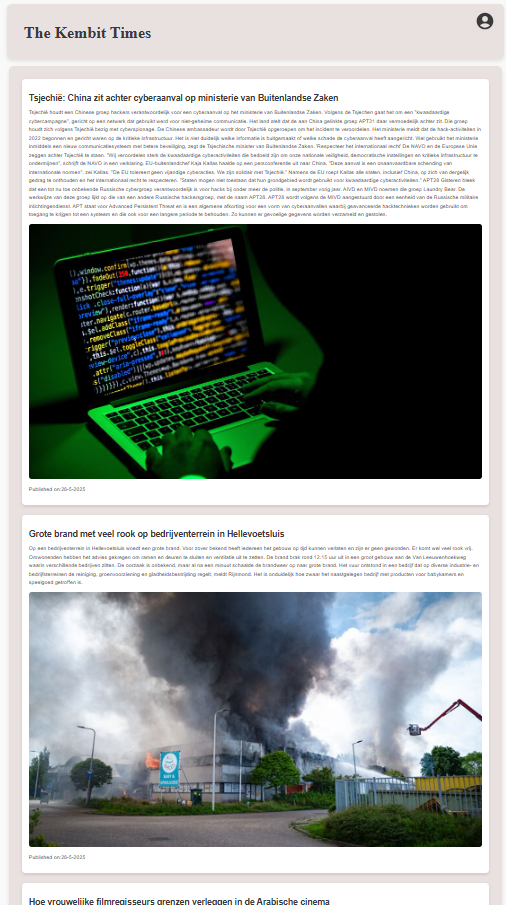 The Kembit Times
Tsjechië: China zit achter cyberaanval op ministerie van Buitenlandse Zaken
Tsjechië houdt een Chinese groep hackers verantwoordelijk voor een cyberaanval op het ministerie van Buitenlandse Zaken. Volgens de Tsjechen gaat het om een "kwaadaardige
cybercampagne", gericht op een netwerk dat gebruikt werd voor niet-geheime communicatie. Het land stelt dat de aan China gelinkte groep APT31 daar vermoedelijk achter zit. Die groep
houdt zich volgens Tsjechië bezig met cyberspionage. De Chinese ambassadeur wordt door Tsjechië opgeroepen om het incident te veroordelen. Het ministerie meldt dat de hack-activiteiten in
2022 begonnen en gericht waren op de kritieke infrastructuur. Het is niet duidelijk welke informatie is buitgemaakt of welke schade de cyberaanval heeft aangericht. Wel gebruikt het ministerie
inmiddels een nieuw communicatiesysteem met betere beveiliging, zegt de Tsjechische minister van Buitenlandse Zaken. 'Respecteer het internationaal recht' De NAVO en de Europese Unie
zeggen achter Tsjechië te staan. "Wij veroordelen sterk de kwaadaardige cyberactiviteiten die bedoeld zijn om onze nationale veiligheid, democratische instellingen en kritieke infrastructuur te
ondermijnen", schrijft de NAVO in een verklaring. EU-buitenlandchef Kaja Kallas haalde op een persconferentie uit naar China. "Deze aanval is een onaanvaardbare schending van
internationale normen", zei Kallas. "De EU tolereert geen vijandige cyberacties. We zijn solidair met Tsjechië." Namens de EU roept Kallas alle staten, inclusief China, op zich van dergelijk
gedrag te onthouden en het internationaal recht te respecteren. "Staten mogen niet toestaan dat hun grondgebied wordt gebruikt voor kwaadaardige cyberactiviteiten." APT28 Gisteren bleek
dat een tot nu toe onbekende Russische cybergroep verantwoordelijk is voor hacks bij onder meer de politie, in september vorig jaar. AIVD en MIVD noemen die groep Laundry Bear. De
werkwijze van deze groep lijkt op die van een andere Russische hackersgroep, met de naam APT28. APT28 wordt volgens de MIVD aangestuurd door een eenheid van de Russische militaire
inlichtingendienst. APT staat voor Advanced Persistent Threat en is een algemene afkorting voor een vorm van cyberaanvallen waarbij geavanceerde hacktechnieken worden gebruikt om
toegang te krijgen tot een systeem en die ook voor een langere periode te behouden. Zo kunnen er gevoelige gegevens worden verzameld en gestolen.
Published on:28-5-2025
Grote brand met veel rook op bedrijventerrein in Hellevoetsluis
Op een bedrijventerrein in Hellevoetsluis woedt een grote brand. Voor zover bekend heeft iedereen het gebouw op tijd kunnen verlaten en zijn er geen gewonden. Er komt wel veel rook vrij.
Omwonenden hebben het advies gekregen om ramen en deuren te sluiten en ventilatie uit te zetten. De brand brak rond 12.15 uur uit in een groot gebouw aan de Van Leeuwenhoekweg
waarin verschillende bedrijven zitten. De oorzaak is onbekend, maar al na een minuut schaalde de brandweer op naar grote brand. Het vuur ontstond in een bedrijf dat op diverse industrie- en
bedrijfsterreinen de reiniging, groenvoorziening en gladheidsbestrijding regelt, meldt Rijnmond. Het is onduidelijk hoe zwaar het naastgelegen bedrijf met producten voor babykamers en
speelgoed getroffen is.
Published on:28-5-2025
Hoe vrouwelijke filmregisseurs grenzen verleggen in de Arabische cinema